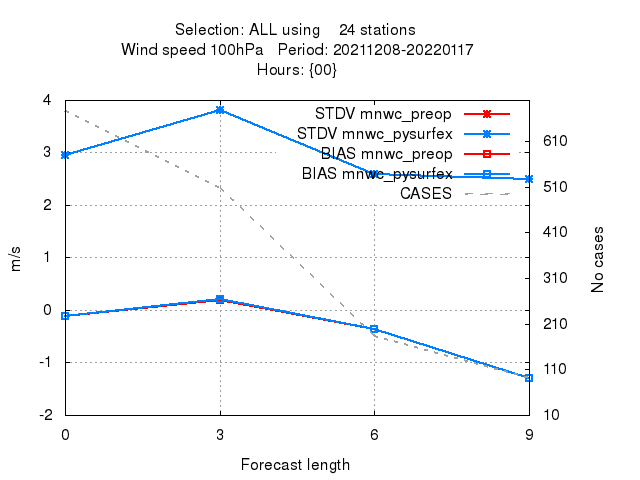 Selection: ALL using    24 stations
Wind speed 100hPa   Period: 20211208-20220117
Hours: {00}
STDV mnwc_preop
STDV mnwc_pysurfex
BIAS mnwc_preop
BIAS mnwc_pysurfex
CASES
4
3
2
1
0
-1
-2
m/s
610
510
410
310
210
110
10
No cases
0 3 6 9
Forecast length